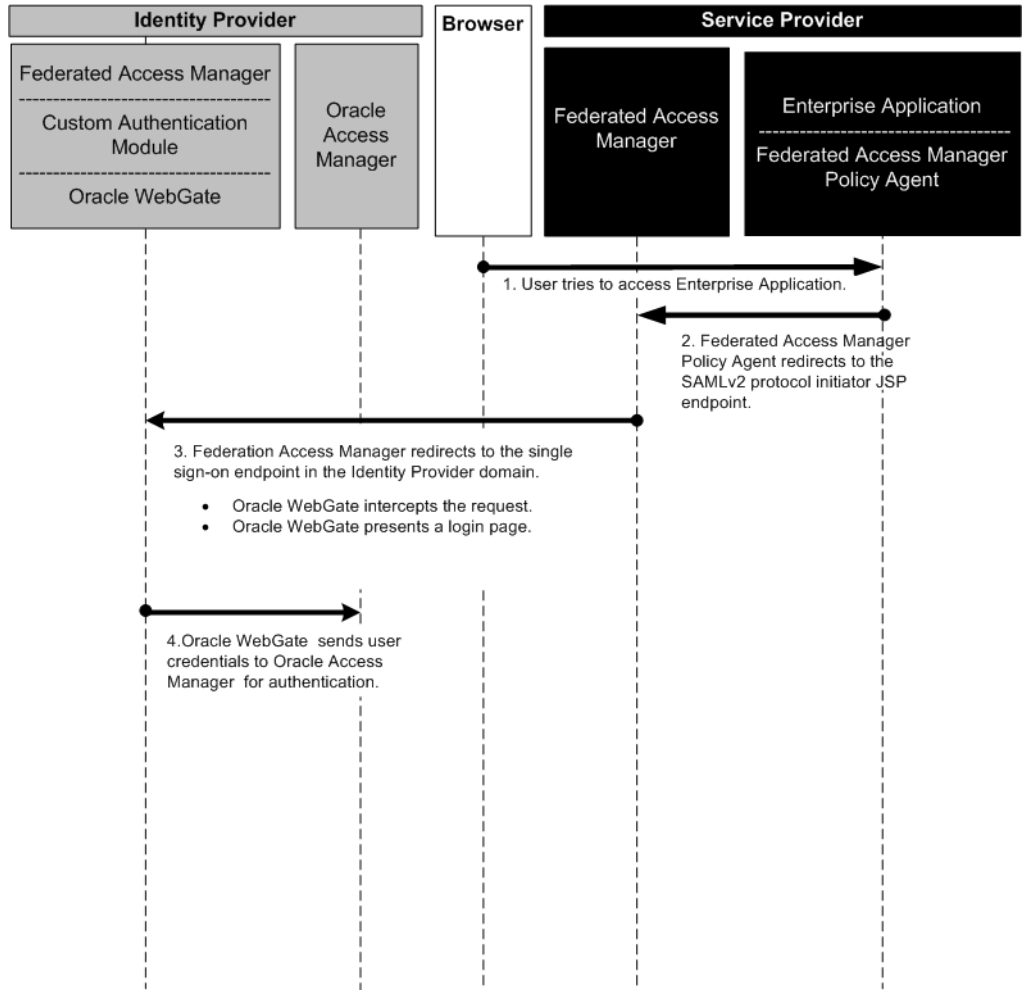 Identity Provider
Browser
Service Provider
Federated Access Manager
Custom Authentication
Module
Oracle WebGate
Oracle
Access
Manager
Federated Access
Manager
Enterprise Application
Federated Access Manager
Policy Agent
1. User tries to access Enterprise Application.
2. Federated Access Manager
Policy Agent redirects to the
SAMLv2 protocol initiator JSP
endpoint.
3. Federation Access Manager redirects to the single
sign-on endpoint in the Identity Provider domain.
• Oracle WebGate intercepts the request.
• Oracle WebGate presents a login page.
4.Oracle WebGate sends user
credentials to Oracle Access
Manager for authentication.